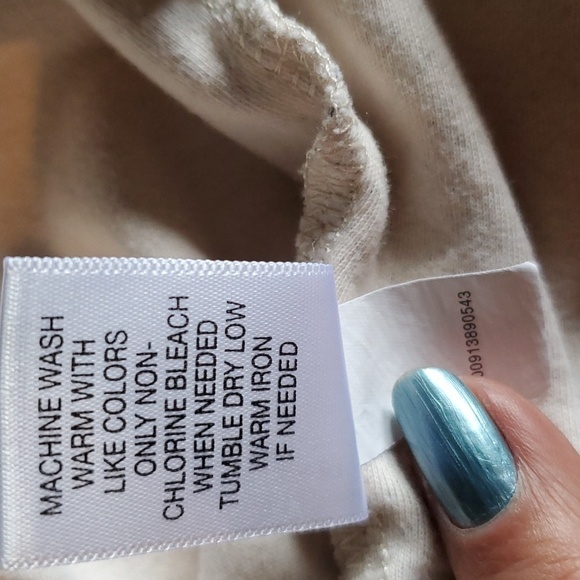 MACHINE WASH
WARM WITH
LIKE COLORS
ONLY NON-
CHLORINE BLEACH
WHEN NEEDED
TUMBLE DRY LOW
WARM IRON
IF NEEDED
00913890543